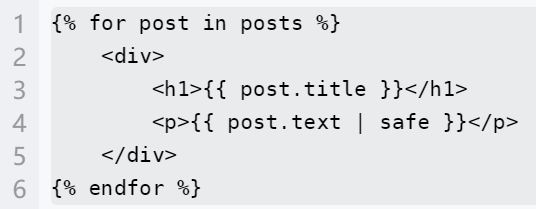 1 {% for post in posts %}
2     <div>
3         <h1>{{ post.title }}</h1>
4         <p>{{ post.text | safe }}</p>
5     </div>
6 {% endfor %}